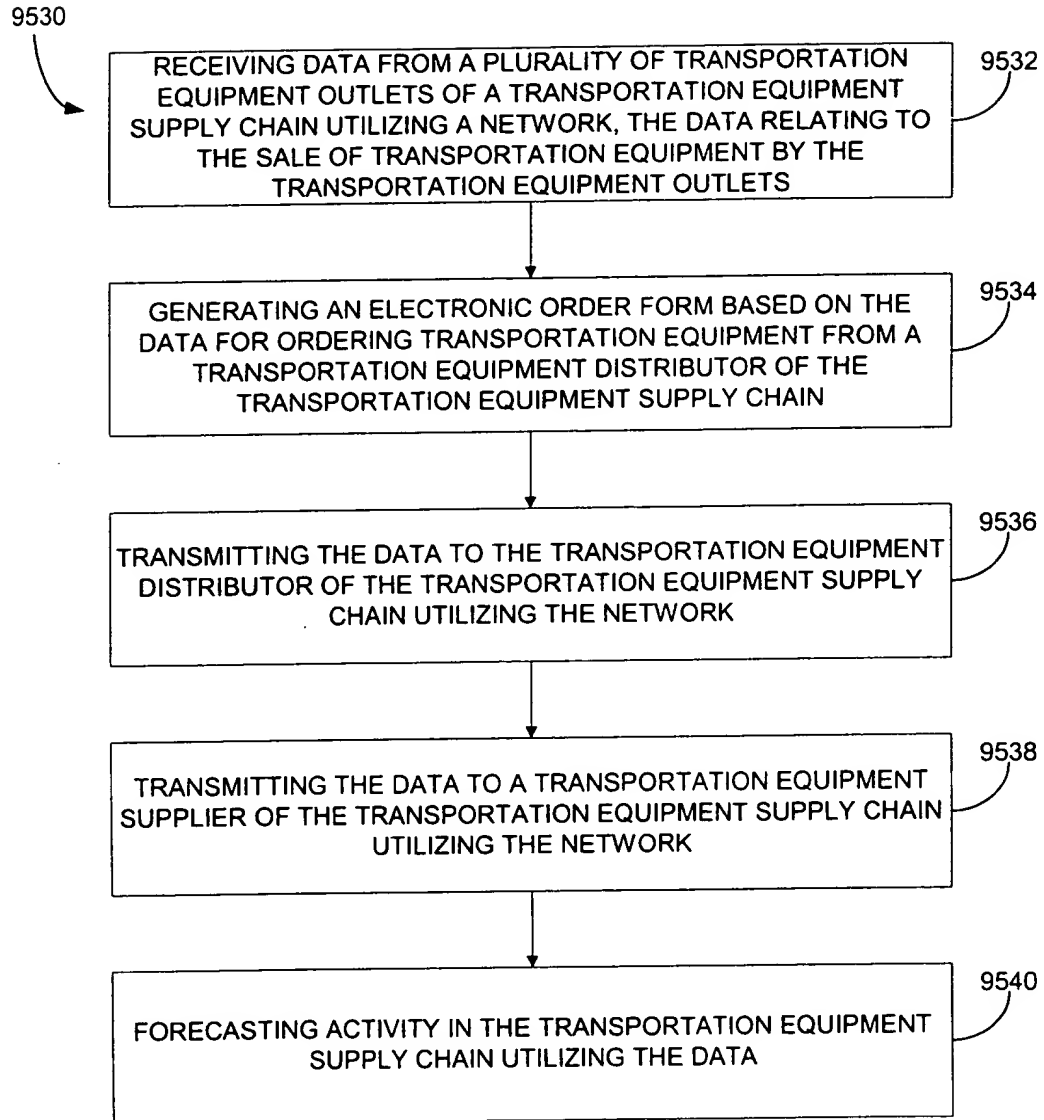 9530
RECEIVING DATA FROM A PLURALITY OF TRANSPORTATION
EQUIPMENT OUTLETS OF A TRANSPORTATION EQUIPMENT
SUPPLY CHAIN UTILIZING A NETWORK, THE DATA RELATING TO
THE SALE OF TRANSPORTATION EQUIPMENT BY THE
TRANSPORTATION EQUIPMENT OUTLETS
9532
GENERATING AN ELECTRONIC ORDER FORM BASED ON THE
DATA FOR ORDERING TRANSPORTATION EQUIPMENT FROM A
TRANSPORTATION EQUIPMENT DISTRIBUTOR OF THE
TRANSPORTATION EQUIPMENT SUPPLY CHAIN
9534
TRANSMITTING THE DATA TO THE TRANSPORTATION EQUIPMENT
DISTRIBUTOR OF THE TRANSPORTATION EQUIPMENT SUPPLY
CHAIN UTILIZING THE NETWORK
9536
TRANSMITTING THE DATA TO A TRANSPORTATION EQUIPMENT
SUPPLIER OF THE TRANSPORTATION EQUIPMENT SUPPLY CHAIN
UTILIZING THE NETWORK
9538
FORECASTING ACTIVITY IN THE TRANSPORTATION EQUIPMENT
SUPPLY CHAIN UTILIZING THE DATA
9540